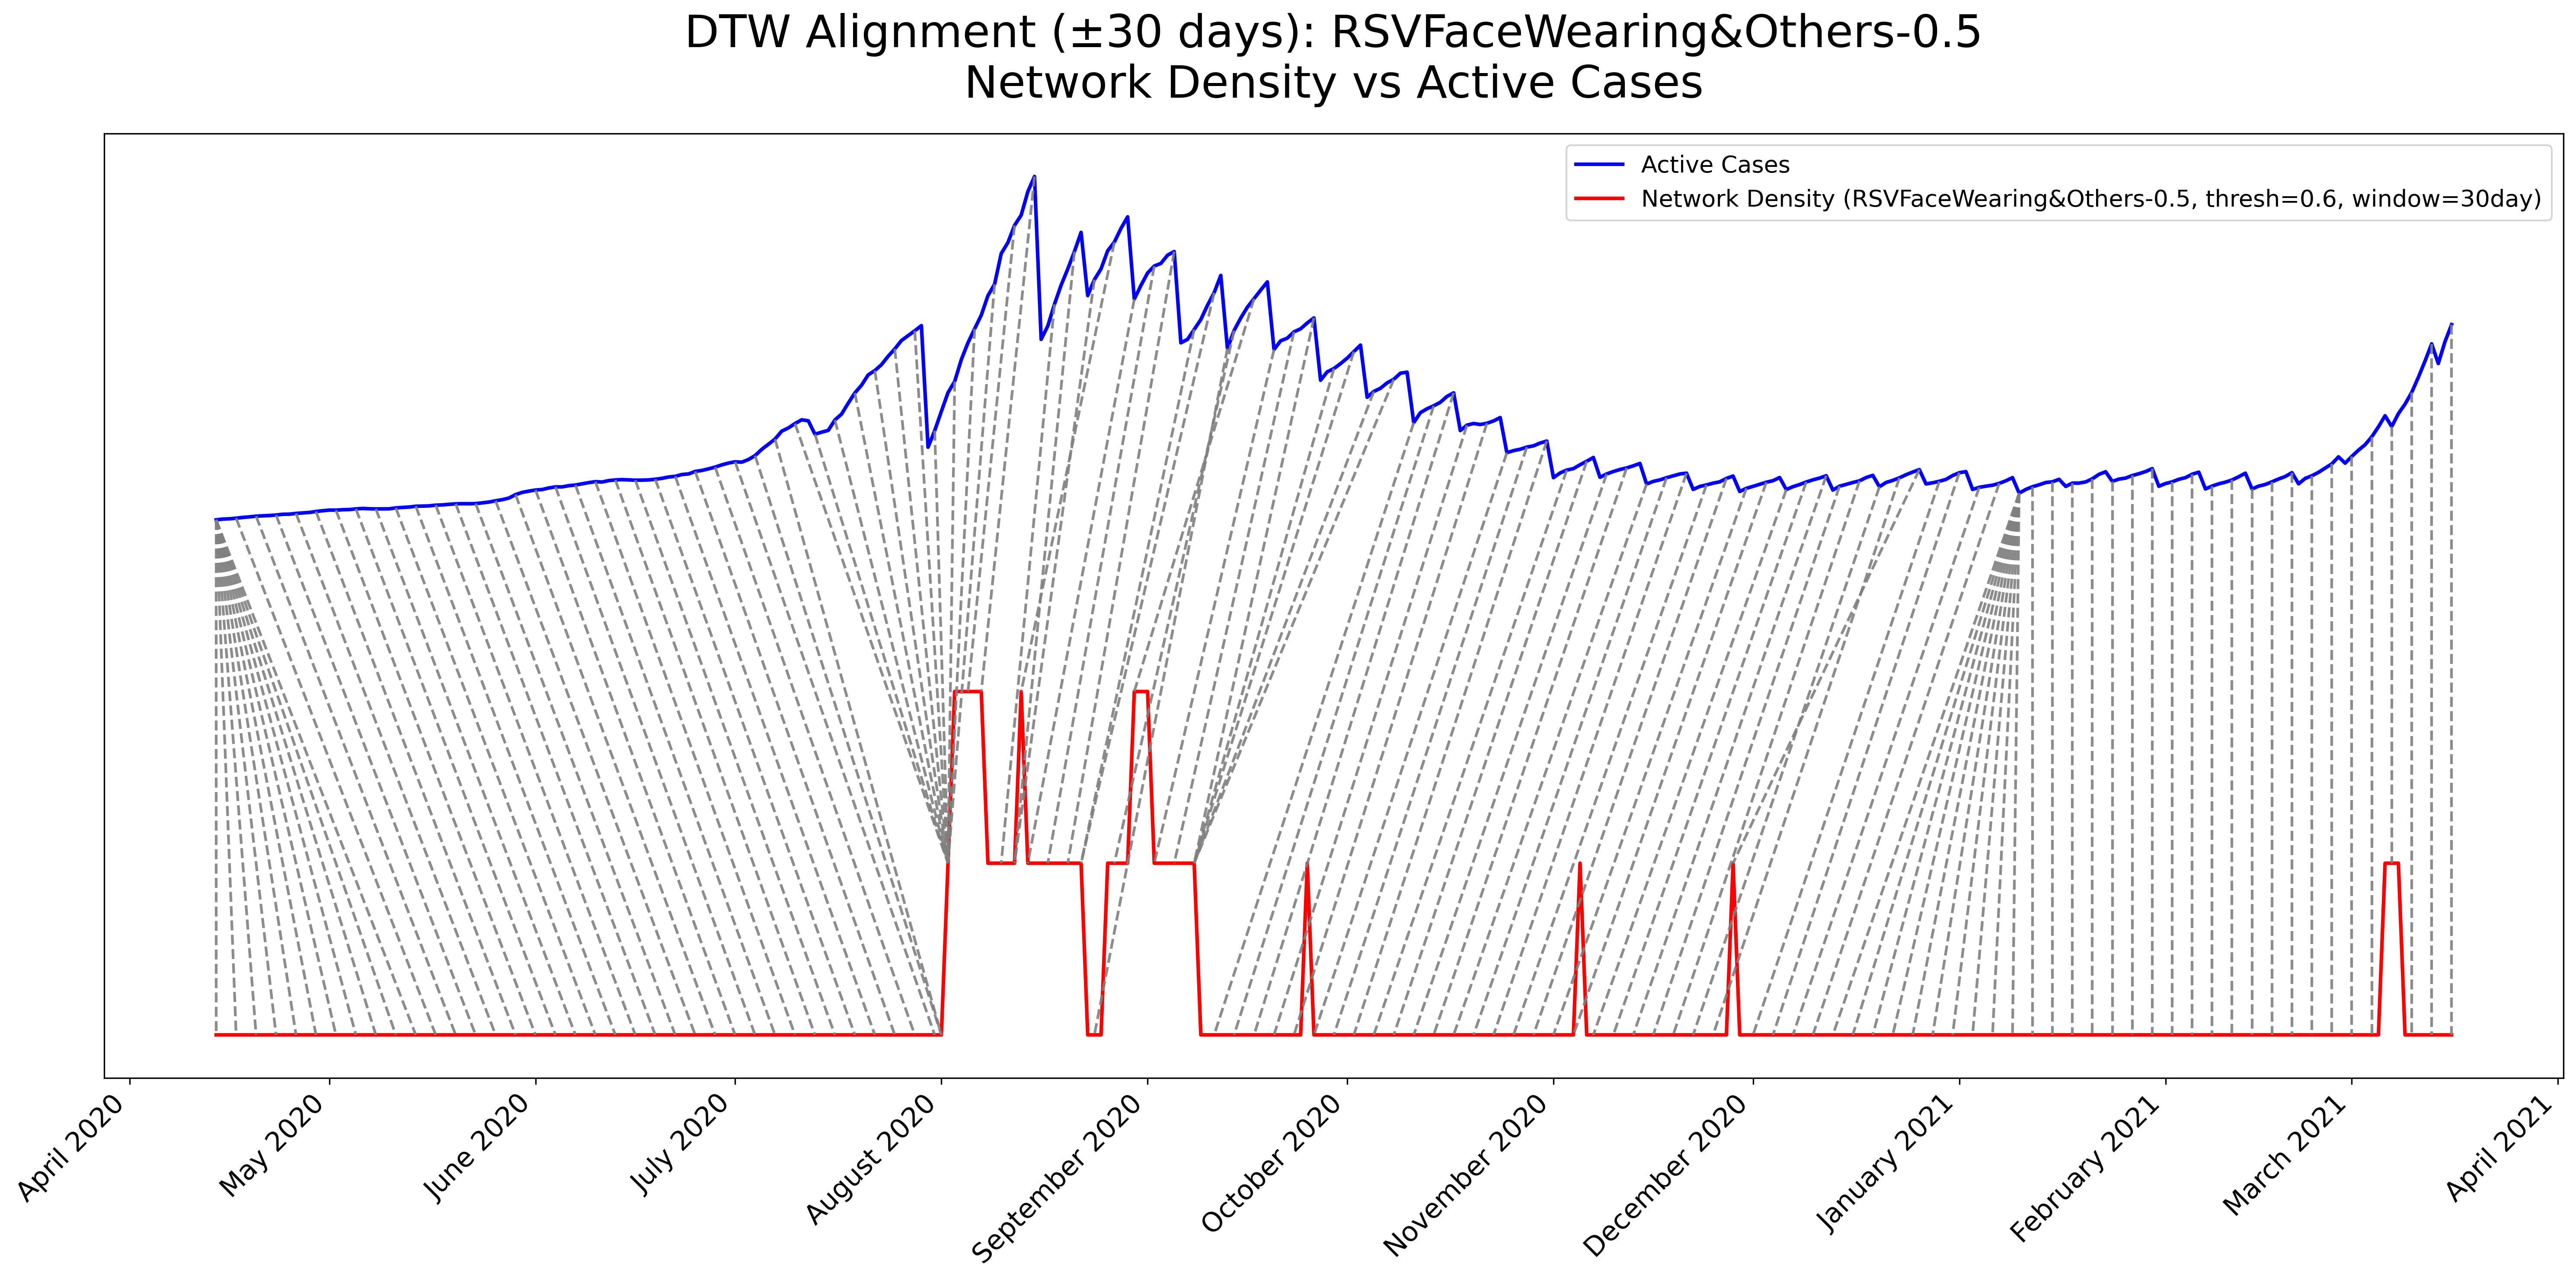 DTW Alignment (±30 days): RSVFaceWearing&Others-0.5
Network Density vs Active Cases
Active Cases
Network Density (RSVFaceWearing&Others-0.5, thresh=0.6, window=30day)
April 2020
May 2020
June 2020
July 2020
August 2020
September 2020
October 2020
November 2020
December 2020
January 2021
February 2021
March 2021
April 2021